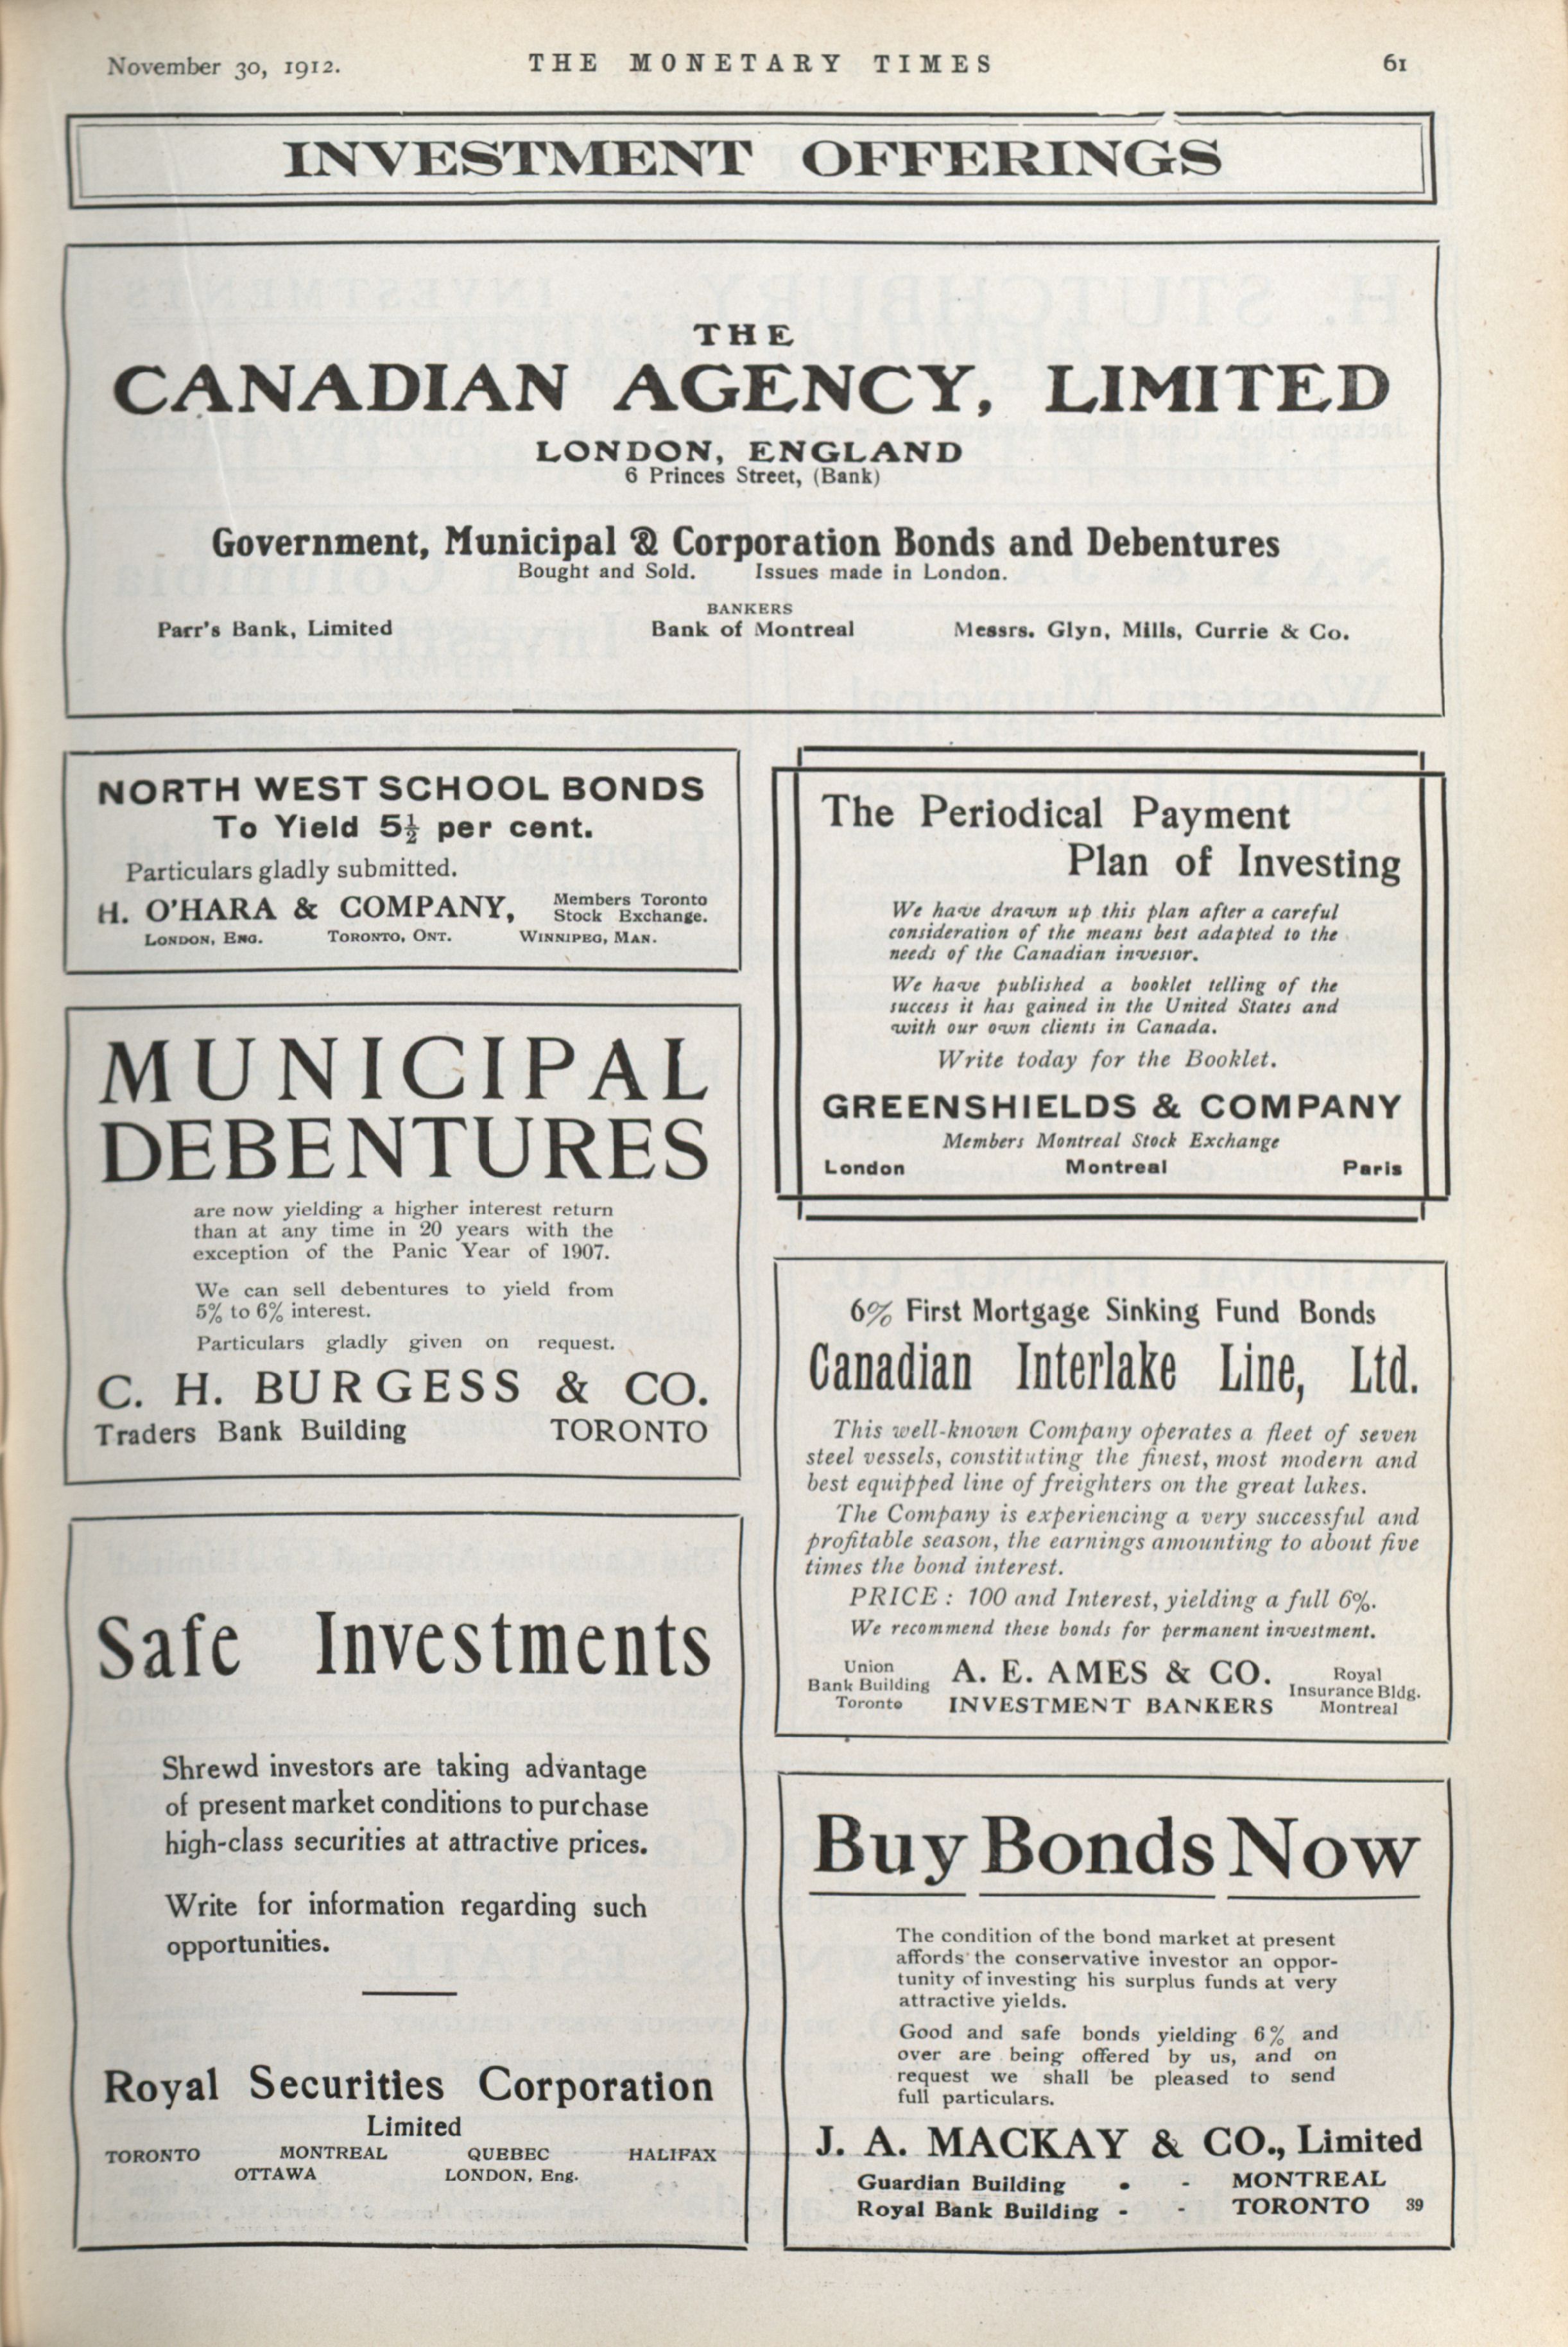 November 30, 1912.
THE MONETARY TIMES
61
INVESTMENT OFFERINGS
THE
CANADIAN AGENCY, LIMITED
LONDON, ENGLAND
6 Princes Street, (Bank)
Government, Municipal & Corporation Bonds and Debentures
Bought and Sold. Issues made in London.
BANKERS
Parr's Bank, Limited Bank of Montreal Messrs. Glyn, Mills, Currie & Co.
NORTH WEST SCHOOL BONDS
To Yield 5½ per cent.
Particulars gladly submitted.
H. O'HARA & COMPANY, Members Toronto
Stock Exchange.
LONDON, ENG. TORONTO, ONT. WINNIPEG, MAN.
MUNICIPAL
DEBENTURES
are now yielding a higher interest return
than at any time in 20 years with the
exception of the Panic Year of 1907.
We can sell debentures to yield from
5% to 6% interest.
Particulars gladly given on request.
C. H. BURGESS & CO.
Traders Bank Building TORONTO
Safe Investments
Shrewd investors are taking advantage
of present market conditions to purchase
high-class securities at attractive prices.
Write for information regarding such
opportunities.
Royal Securities Corporation
Limited
TORONTO MONTREAL QUEBEC HALIFAX
OTTAWA LONDON, Eng.
The Periodical Payment
Plan of Investing
We have drawn up this plan after a careful
consideration of the means best adapted to the
needs of the Canadian investor.
We have published a booklet telling of the
success it has gained in the United States and
with our own clients in Canada.
Write today for the Booklet.
GREENSHIELDS & COMPANY
Members Montreal Stock Exchange
London Montreal Paris
6% First Mortgage Sinking Fund Bonds
Canadian Interlake Line, Ltd.
This well-known Company operates a fleet of seven
steel vessels, constituting the finest, most modern and
best equipped line of freighters on the great lakes.
The Company is experiencing a very successful and
profitable season, the earnings amounting to about five
times the bond interest.
PRICE : 100 and Interest, yielding a full 6%.
We recommend these bonds for permanent investment.
Union
Bank Building
Toronto
A. E. AMES & CO.
INVESTMENT BANKERS
Royal
Insurance Bldg.
Montreal
Buy Bonds Now
The condition of the bond market at present
affords the conservative investor an oppor-
tunity of investing his surplus funds at very
attractive yields.
Good and safe bonds yielding 6% and
over are being offered by us, and on
request we shall be pleased to send
full particulars.
J. A. MACKAY & CO., Limited
Guardian Building - - MONTREAL
Royal Bank Building - - TORONTO 39